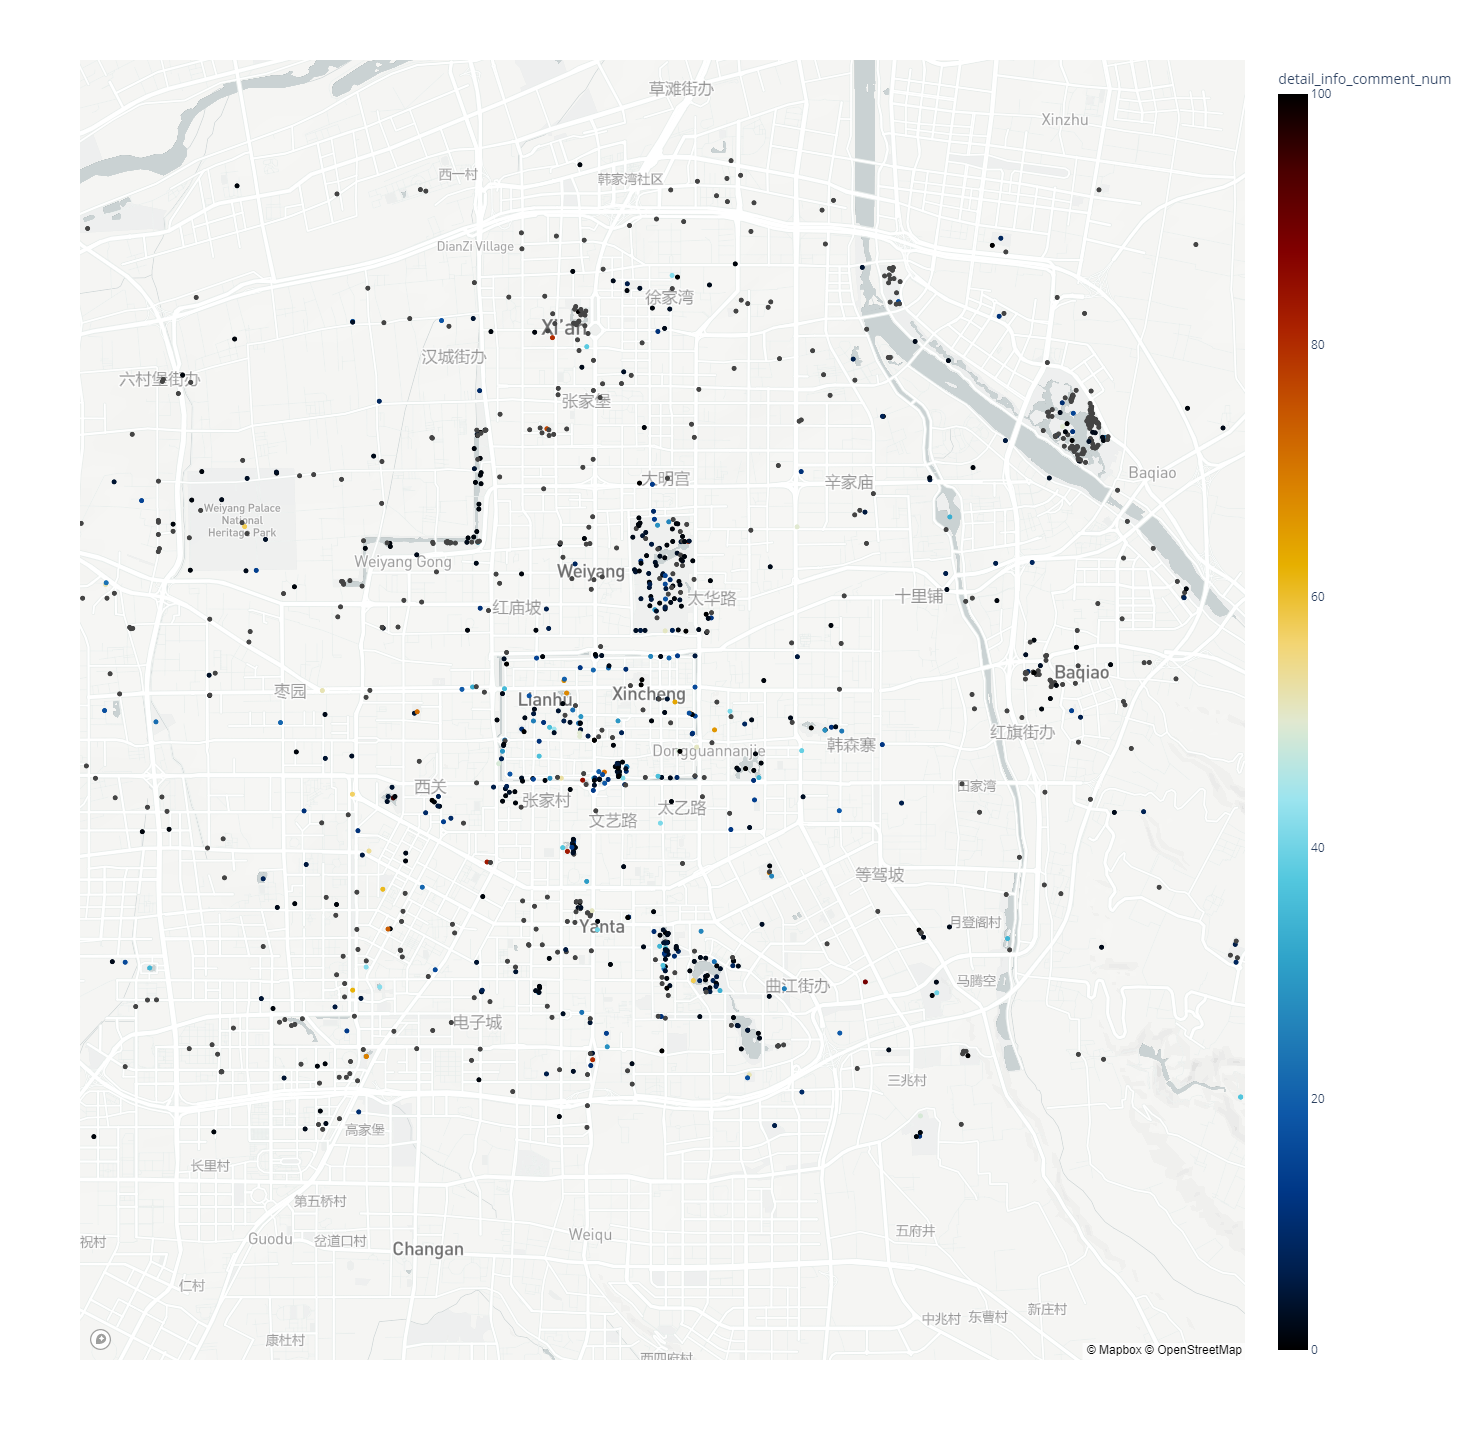 detail_info_comment_num
100
80
60
40
20
0
草滩街办
Xinzhu
西一村
韩家湾社区
DianZi Village
徐家湾
Xi'an
汉城街办
六村堡街办
张家堡
Baqiao
大明宫
辛家庙
Weiyang Palace
National
Heritage Park
Weiyang Gong
Weiyang
十里铺
太华路
红庙坡
Baqiao
枣园
Lianhu
Xincheng
红旗街办
Dongguannanjie
韩森寨
西关
田家湾
张家村
太乙路
文艺路
等驾坡
月登阁村
Yanta
马腾空
曲江街办
电子城
三兆村
高家堡
长里村
第五桥村
五府井
Weiqu
Guodu
岔道口村
祝村
Changan
仁村
新庄村
东曹村
中兆村
康杜村
西四府村
© Mapbox © OpenStreetMap